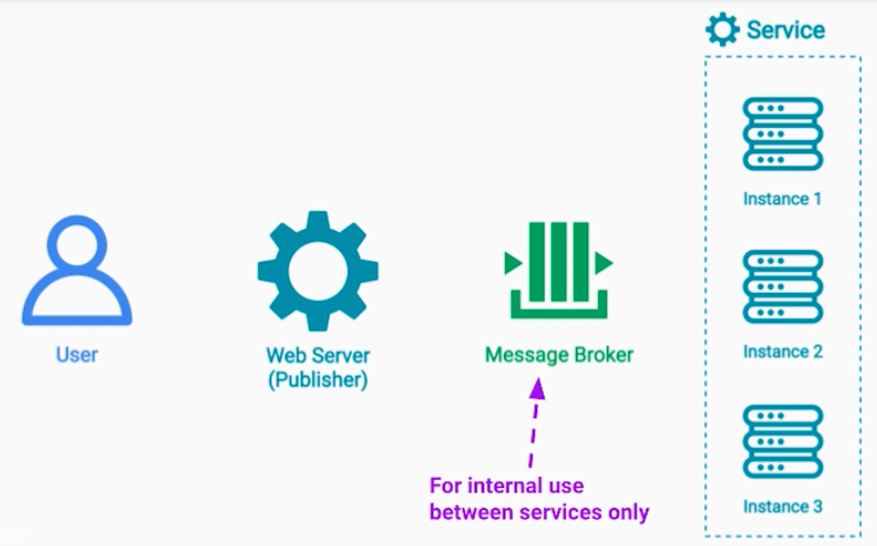 Service
Instance 1
User
Web Server
(Publisher)
Message Broker
Instance 2
For internal use
between services only
Instance 3